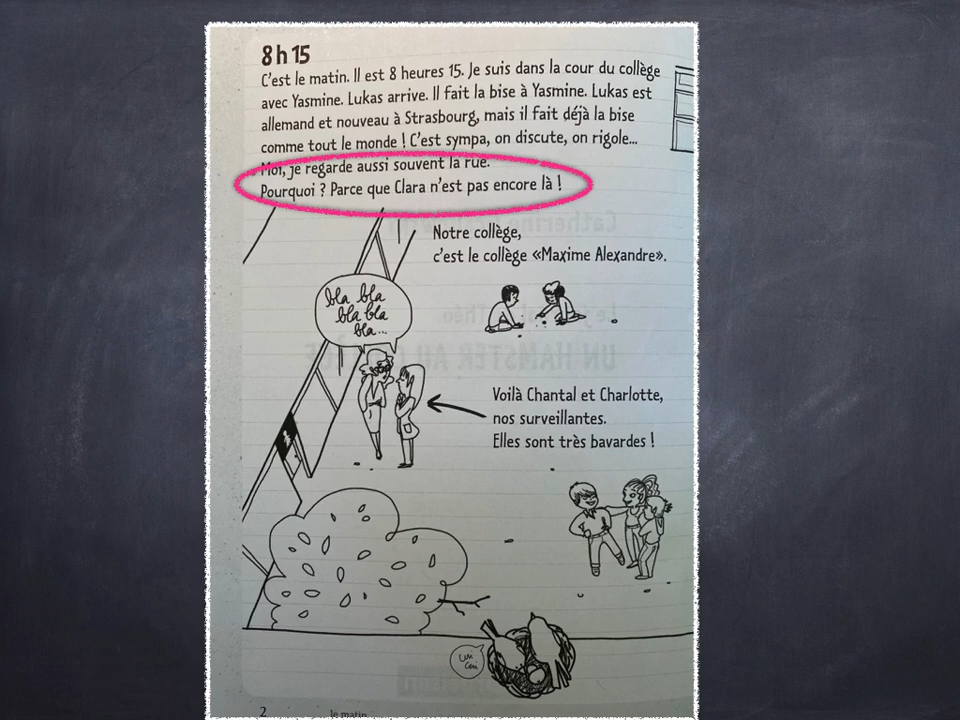 8 h 15
C'est le matin. Il est 8 heures 15. Je suis dans la cour du collège
avec Yasmine. Lukas arrive. Il fait la bise à Yasmine. Lukas est
allemand et nouveau à Strasbourg, mais il fait déjà la bise
comme tout le monde ! C'est sympa, on discute, on rigole...
Moi, je regarde aussi souvent la rue.
Pourquoi ? Parce que Clara n'est pas encore là !
Notre collège,
c'est le collège «Maxime Alexandre».
bla bla
bla bla
bla...
Voilà Chantal et Charlotte,
nos surveillantes.
Elles sont très bavardes !
2 le matin